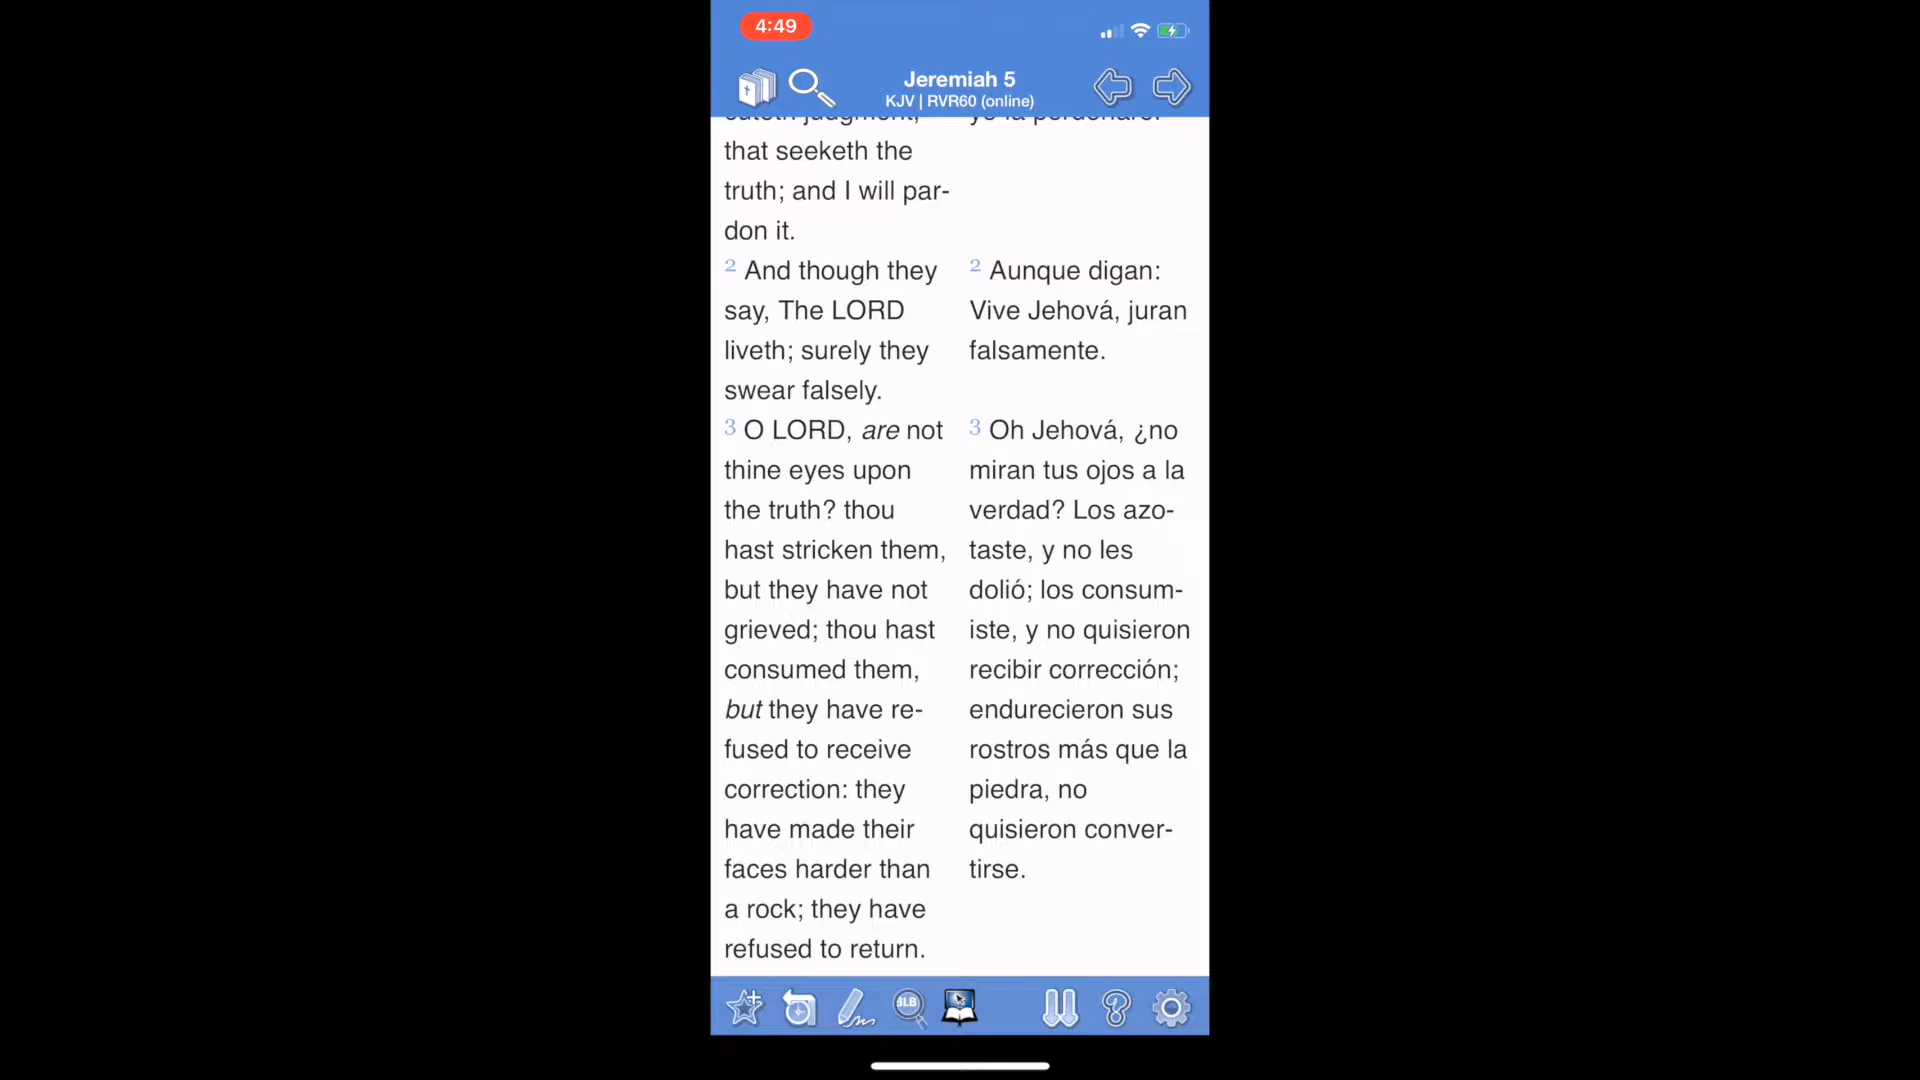 4:49
Jeremiah 5
KJV | RVR60 (online)
that seeketh the
truth; and I will par-
don it.
2 And though they
say, The LORD
liveth; surely they
swear falsely.
3 O LORD, are not
thine eyes upon
the truth? thou
hast stricken them,
but they have not
grieved; thou hast
consumed them,
but they have re-
fused to receive
correction: they
have made their
faces harder than
a rock; they have
refused to return.
2 Aunque digan:
Vive Jehová, juran
falsamente.
3 Oh Jehová, ¿no
miran tus ojos a la
verdad? Los azo-
taste, y no les
dolió; los consum-
iste, y no quisieron
recibir corrección;
endurecieron sus
rostros más que la
piedra, no
quisieron conver-
tirse.
BLB